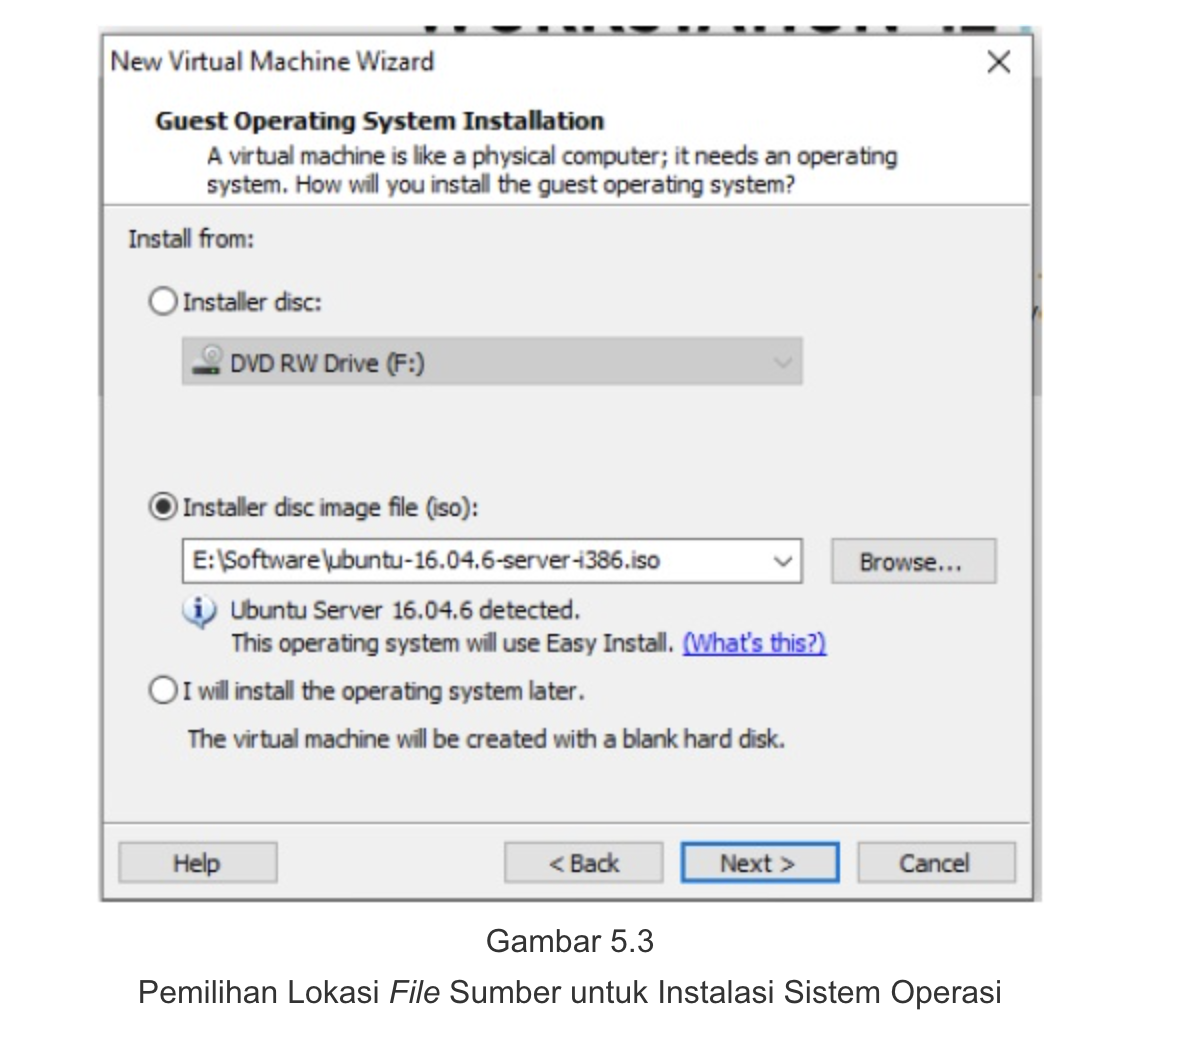 New Virtual Machine Wizard
Guest Operating System Installation
A virtual machine is like a physical computer; it needs an operating
system. How will you install the guest operating system?
Install from:
Installer disc:
DVD RW Drive (F:)
Installer disc image file (iso):
E:\Software\ubuntu-16.04.6-server-i386.iso
Browse...
Ubuntu Server 16.04.6 detected.
This operating system will use Easy Install. (What's this?)
I will install the operating system later.
The virtual machine will be created with a blank hard disk.
Help
< Back
Next >
Cancel
Gambar 5.3
Pemilihan Lokasi File Sumber untuk Instalasi Sistem Operasi